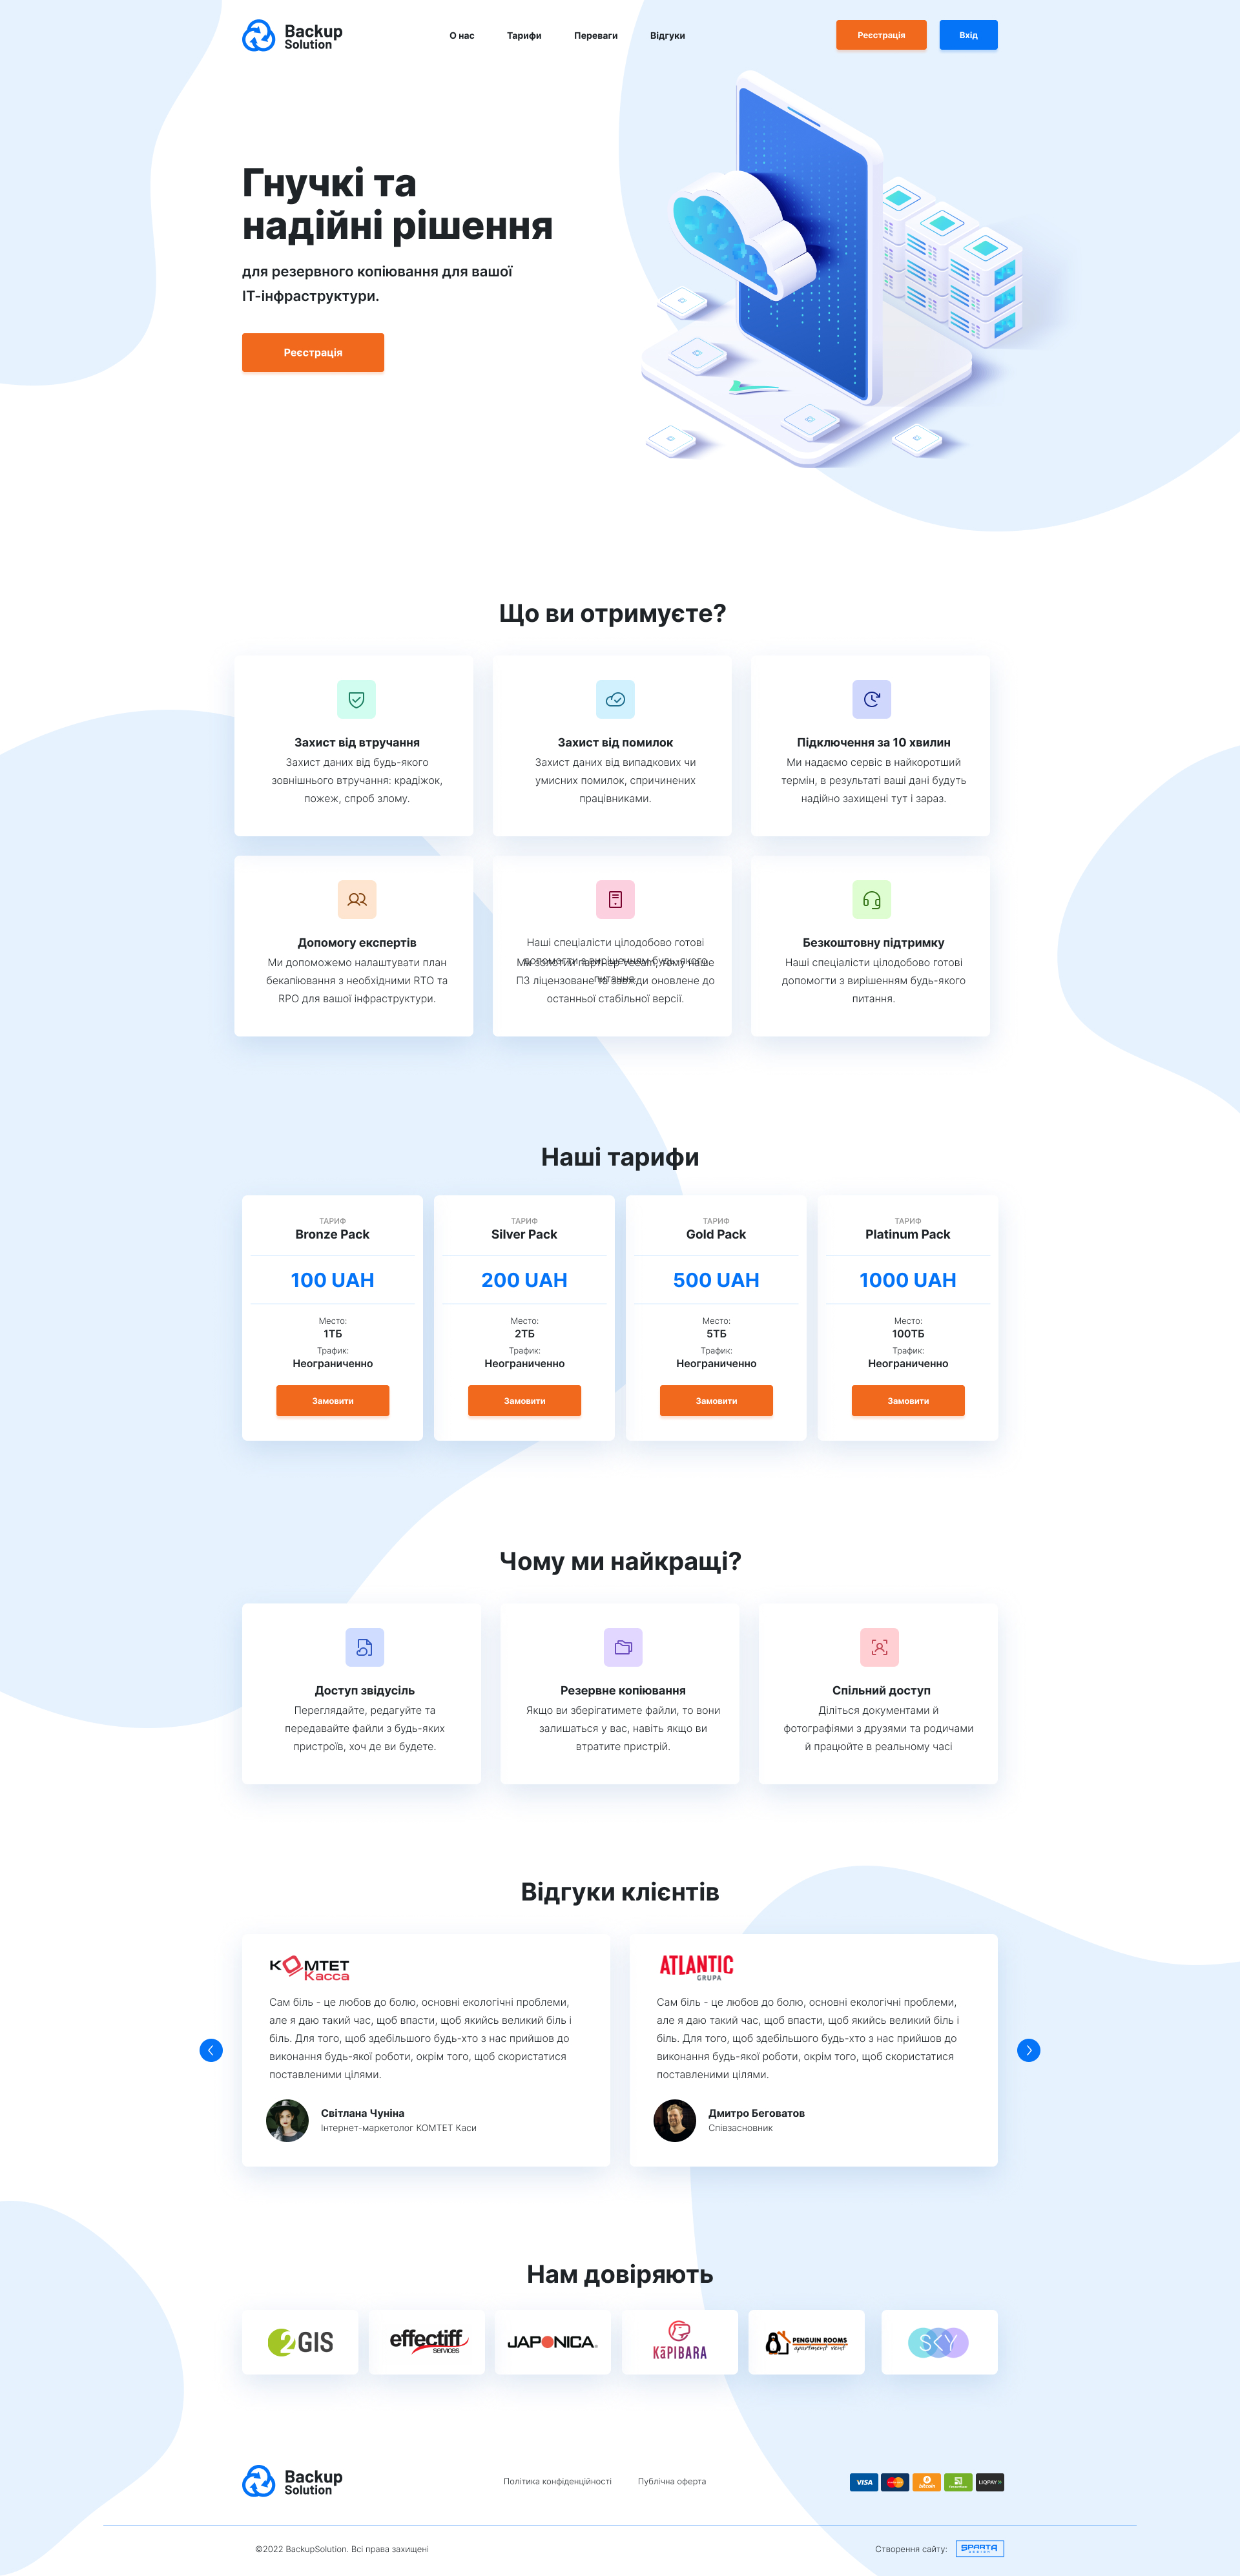 Backup
Solution
О нас
Тарифи
Переваги
Відгуки
Реєстрація
Вхід
Гнучкі та
надійні рішення
для резервного копіювання для вашої
IT-інфраструктури.
Реєстрація
Що ви отримуєте?
Захист від втручання
Захист даних від будь-якого
зовнішнього втручання: крадіжок,
пожеж, спроб злому.
Захист від помилок
Захист даних від випадкових чи
умисних помилок, спричинених
працівниками.
Підключення за 10 хвилин
Ми надаємо сервіс в найкоротший
термін, в результаті ваші дані будуть
надійно захищені тут і зараз.
Допомогу експертів
Ми допоможемо налаштувати план
бекапіювання з необхідними RTO та
RPO для вашої інфраструктури.
Наші спеціалісти цілодобово готові
допомогти з вирішенням будь-якого
питання.
Ми золотий партнер Veeam, тому наше
ПЗ ліцензоване та завжди оновлене до
останньої стабільної версії.
Безкоштовну підтримку
Наші спеціалісти цілодобово готові
допомогти з вирішенням будь-якого
питання.
Наші тарифи
ТАРИФ
Bronze Pack
100 UAH
Место:
1ТБ
Трафик:
Неограниченно
Замовити
ТАРИФ
Silver Pack
200 UAH
Место:
2ТБ
Трафик:
Неограниченно
Замовити
ТАРИФ
Gold Pack
500 UAH
Место:
5ТБ
Трафик:
Неограниченно
Замовити
ТАРИФ
Platinum Pack
1000 UAH
Место:
100ТБ
Трафик:
Неограниченно
Замовити
Чому ми найкращі?
Доступ звідусіль
Переглядайте, редагуйте та
передавайте файли з будь-яких
пристроїв, хоч де ви будете.
Резервне копіювання
Якщо ви зберігатимете файли, то вони
залишаться у вас, навіть якщо ви
втратите пристрій.
Спільний доступ
Діліться документами й
фотографіями з друзями та родичами
й працюйте в реальному часі
Відгуки клієнтів
КОМТЕТ
Касса
Сам біль - це любов до болю, основні екологічні проблеми,
але я даю такий час, щоб впасти, щоб якийсь великий біль і
біль. Для того, щоб здебільшого будь-хто з нас прийшов до
виконання будь-якої роботи, окрім того, щоб скористатися
поставленими цілями.
Світлана Чуніна
Інтернет-маркетолог КОМТЕТ Каси
ATLANTIC
GRUPA
Сам біль - це любов до болю, основні екологічні проблеми,
але я даю такий час, щоб впасти, щоб якийсь великий біль і
біль. Для того, щоб здебільшого будь-хто з нас прийшов до
виконання будь-якої роботи, окрім того, щоб скористатися
поставленими цілями.
Дмитро Беговатов
Співзасновник
Нам довіряють
2GIS
effectiff
services
JAPONICA
KāPIBARA
PENGUIN ROOMS
apartment rent
SKY
Backup
Solution
Політика конфіденційності
Публічна оферта
VISA
MasterCard
bitcoin
LIQPAY
©2022 BackupSolution. Всі права захищені
Створення сайту:
SPARTA
DESIGN